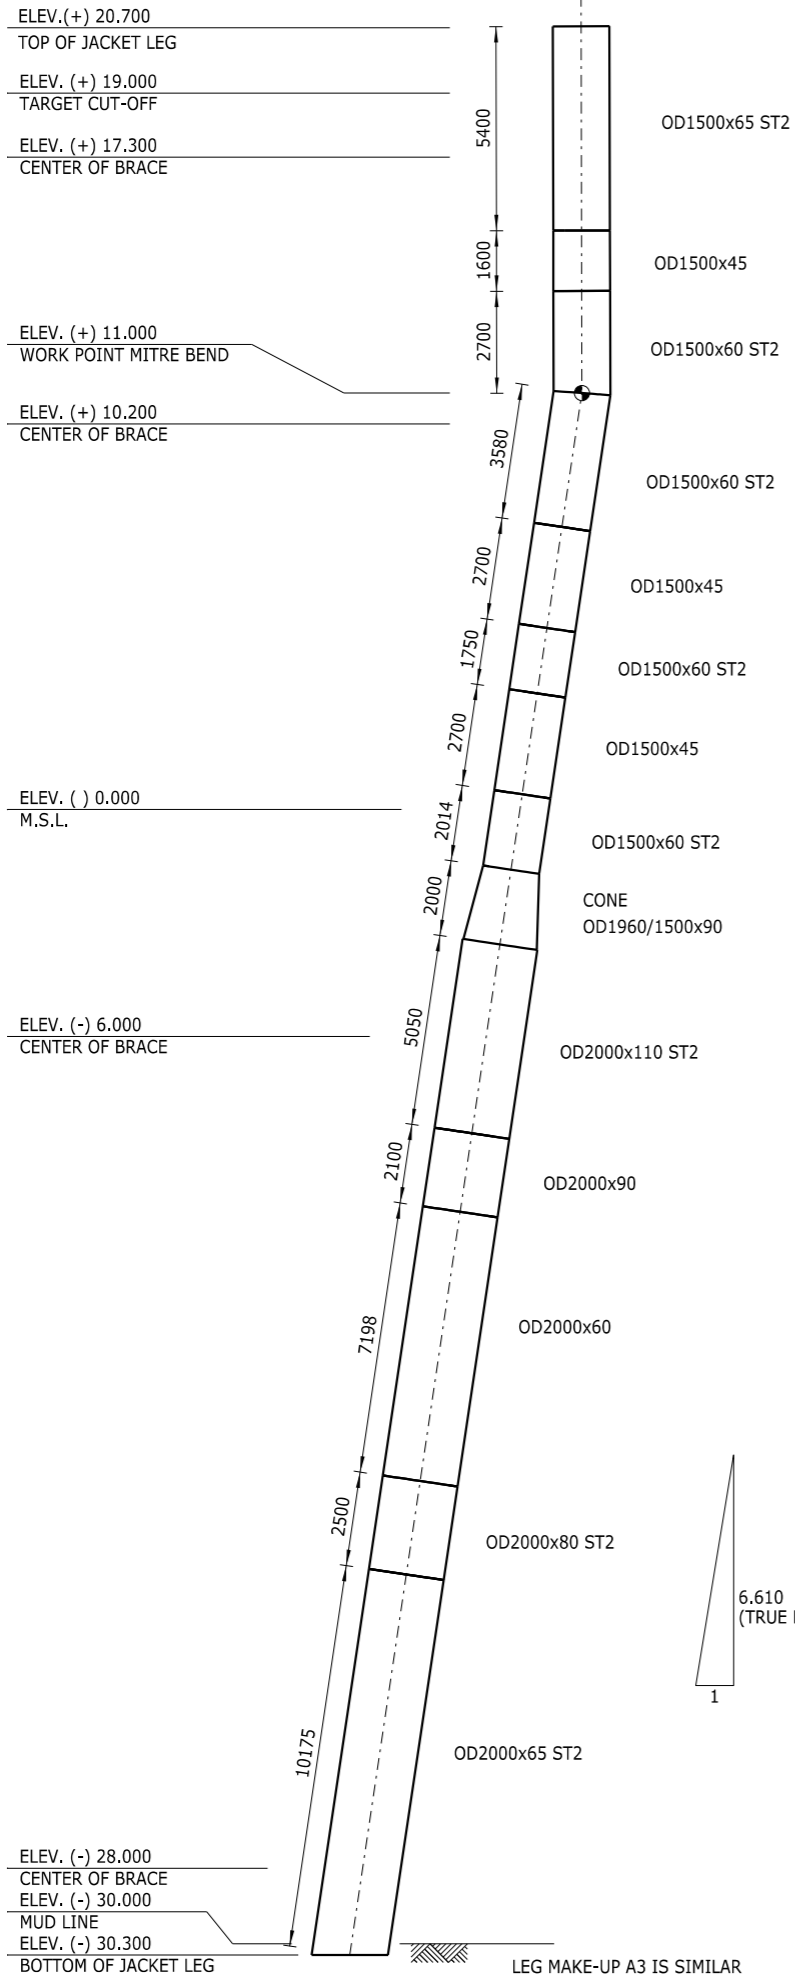 ELEV.(+) 20.700
TOP OF JACKET LEG
ELEV. (+) 19.000
TARGET CUT-OFF
5400
OD1500x65 ST2
ELEV. (+) 17.300
CENTER OF BRACE
1600
OD1500x45
ELEV. (+) 11.000
WORK POINT MITRE BEND
2700
OD1500x60 ST2
ELEV. (+) 10.200
CENTER OF BRACE
3580
OD1500x60 ST2
2700
OD1500x45
1750
OD1500x60 ST2
2700
OD1500x45
ELEV. ( ) 0.000
M.S.L.
2014
OD1500x60 ST2
2000
CONE
OD1960/1500x90
ELEV. (-) 6.000
CENTER OF BRACE
5050
OD2000x110 ST2
2100
OD2000x90
7198
OD2000x60
2500
OD2000x80 ST2
6.610
(TRUE
1
10175
OD2000x65 ST2
ELEV. (-) 28.000
CENTER OF BRACE
ELEV. (-) 30.000
MUD LINE
ELEV. (-) 30.300
BOTTOM OF JACKET LEG
LEG MAKE-UP A3 IS SIMILAR